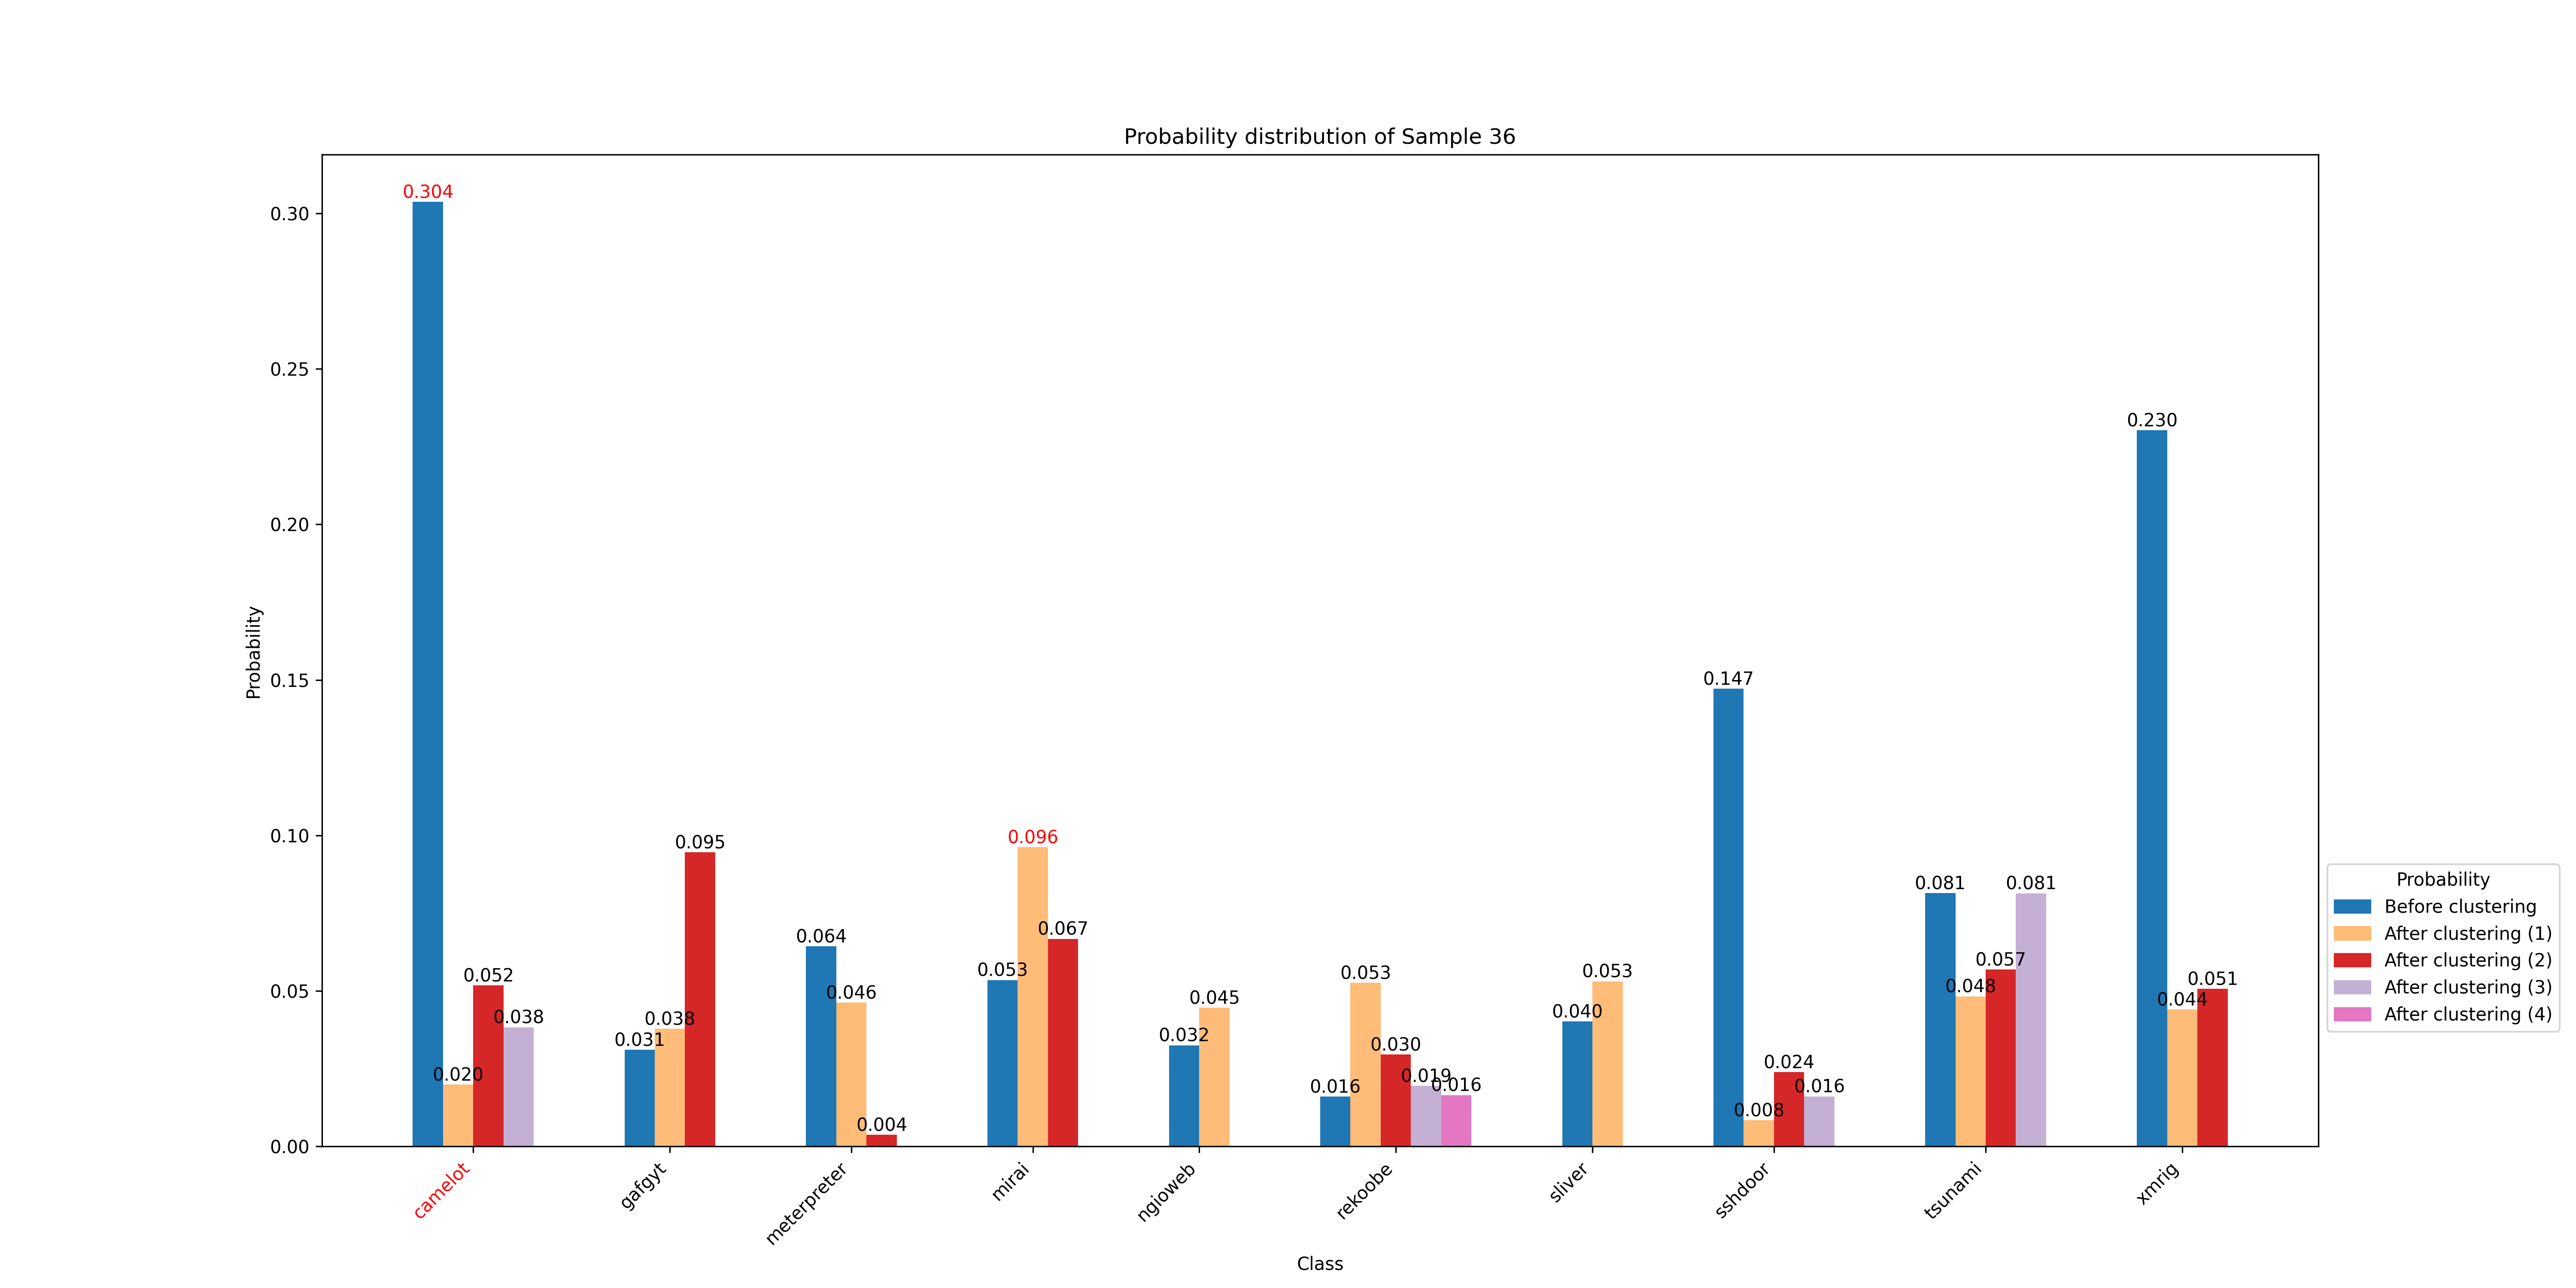 Probability distribution of Sample 36
Probability
0.30
0.25
0.20
0.15
0.10
0.05
0.00
0.304
0.020
0.052
0.038
0.031
0.038
0.095
0.064
0.046
0.004
0.053
0.096
0.067
0.032
0.045
0.016
0.053
0.030
0.019
0.016
0.040
0.053
0.147
0.008
0.024
0.016
0.081
0.048
0.057
0.081
0.230
0.044
0.051
camelot
gafgyt
meterpreter
mirai
ngioweb
rekoobe
sliver
sshdoor
tsunami
xmrig
Class
Probability
Before clustering
After clustering (1)
After clustering (2)
After clustering (3)
After clustering (4)